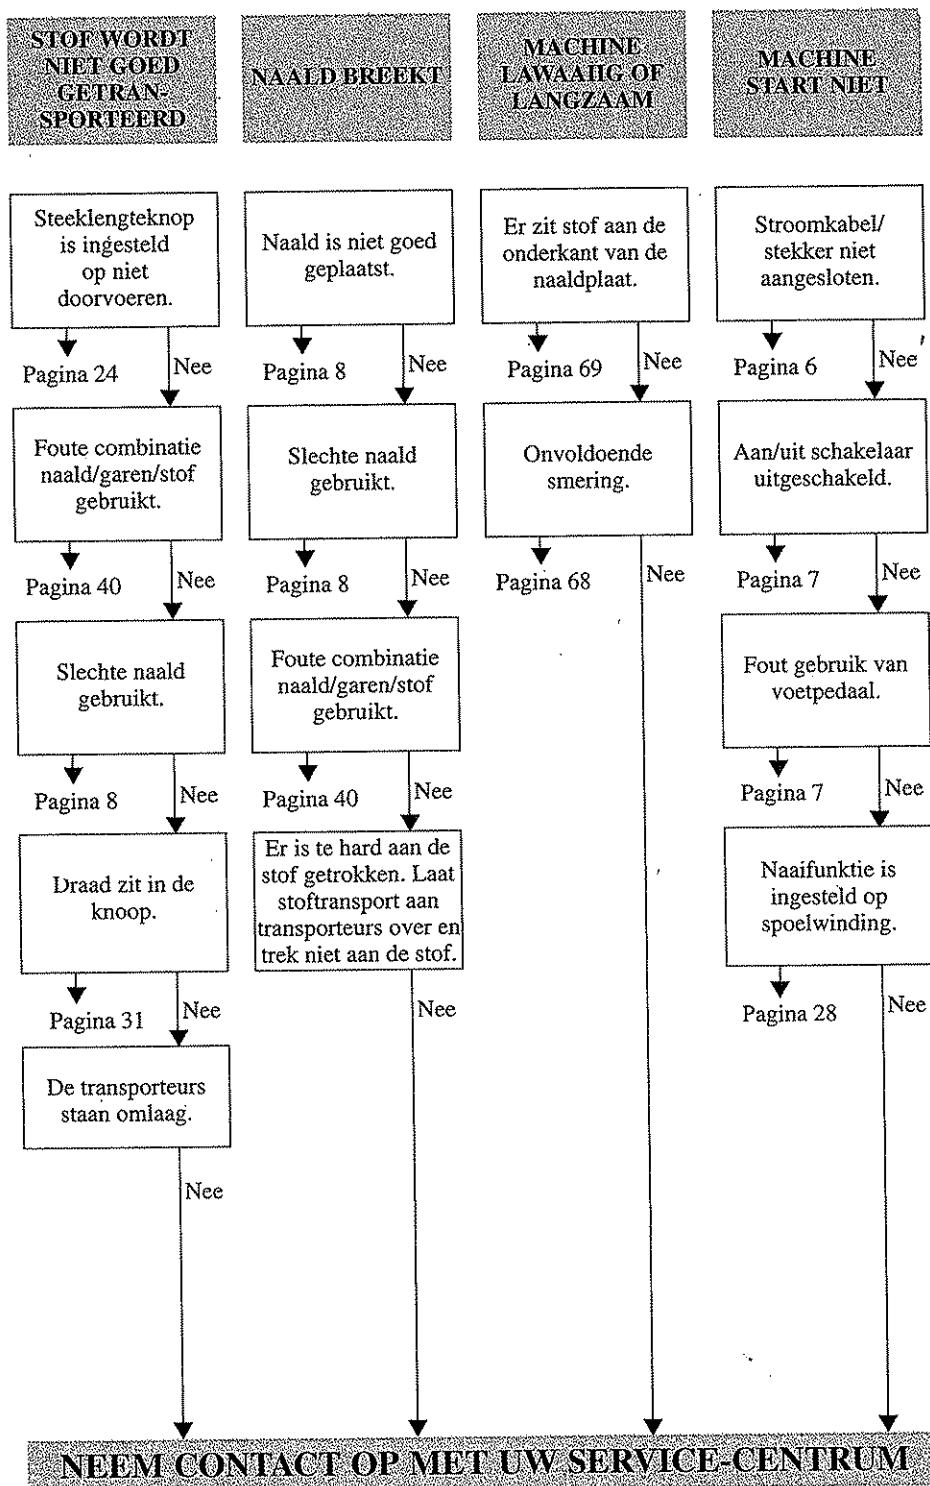 STOF WORDT
NIET GOED
GETRAN-
SPORTEERD
Steeklengteknop
is ingesteld
op niet
doorvoeren.
Pagina 24
Nee
Foute combinatie
naald/garen/stof
gebruikt.
Pagina 40
Nee
Slechte naald
gebruikt.
Pagina 8
Nee
Draad zit in de
knoop.
Pagina 31
Nee
De transporteurs
staan omlaag.
Nee
NAALD BREEKT
Naald is niet goed
geplaatst.
Pagina 8
Nee
Slechte naald
gebruikt.
Pagina 8
Nee
Foute combinatie
naald/garen/stof
gebruikt.
Pagina 40
Nee
Er is te hard aan de
stof getrokken. Laat
stoftransport aan
transporteurs over en
trek niet aan de stof.
Nee
MACHINE
LAWAAIIG OF
LANGZAAM
Er zit stof aan de
onderkant van de
naaldplaat.
Pagina 69
Nee
Onvoldoende
smering.
Pagina 68
Nee
MACHINE
START NIET
Stroomkabel/
stekker niet
aangesloten.
Pagina 6
Nee
Aan/uit schakelaar
uitgeschakeld.
Pagina 7
Nee
Fout gebruik van
voetpedaal.
Pagina 7
Nee
Naaifunktie is
ingesteld op
spoelwinding.
Pagina 28
Nee
NEEM CONTACT OP MET UW SERVICE-CENTRUM